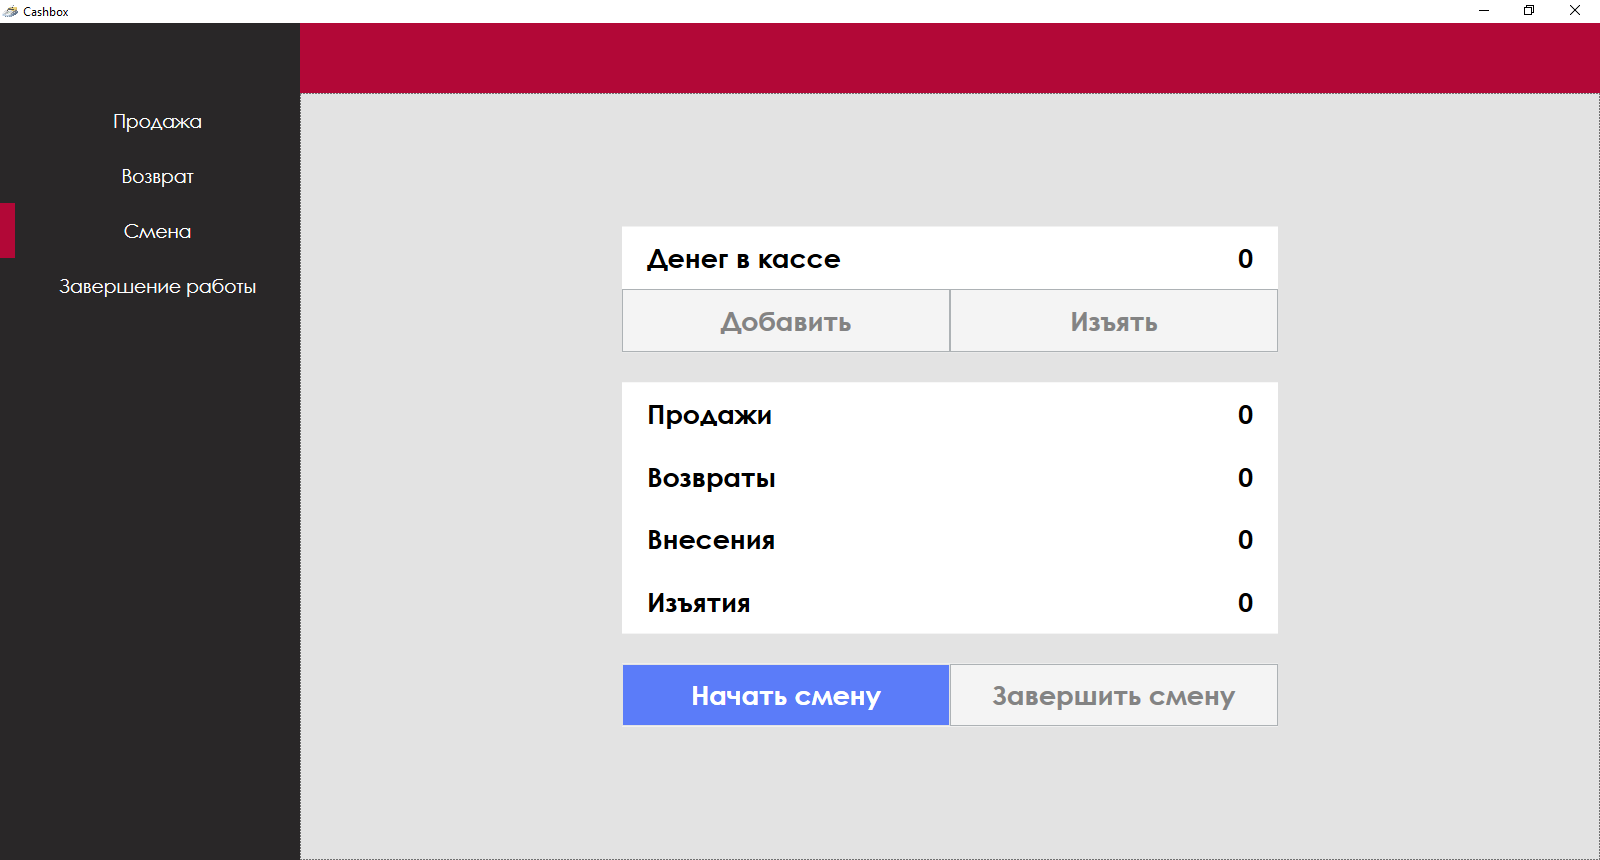 Cashbox
Продажа
Возврат
Смена
Завершение работы
Денег в кассе 0
Добавить Изъять
Продажи 0
Возвраты 0
Внесения 0
Изъятия 0
Начать смену Завершить смену